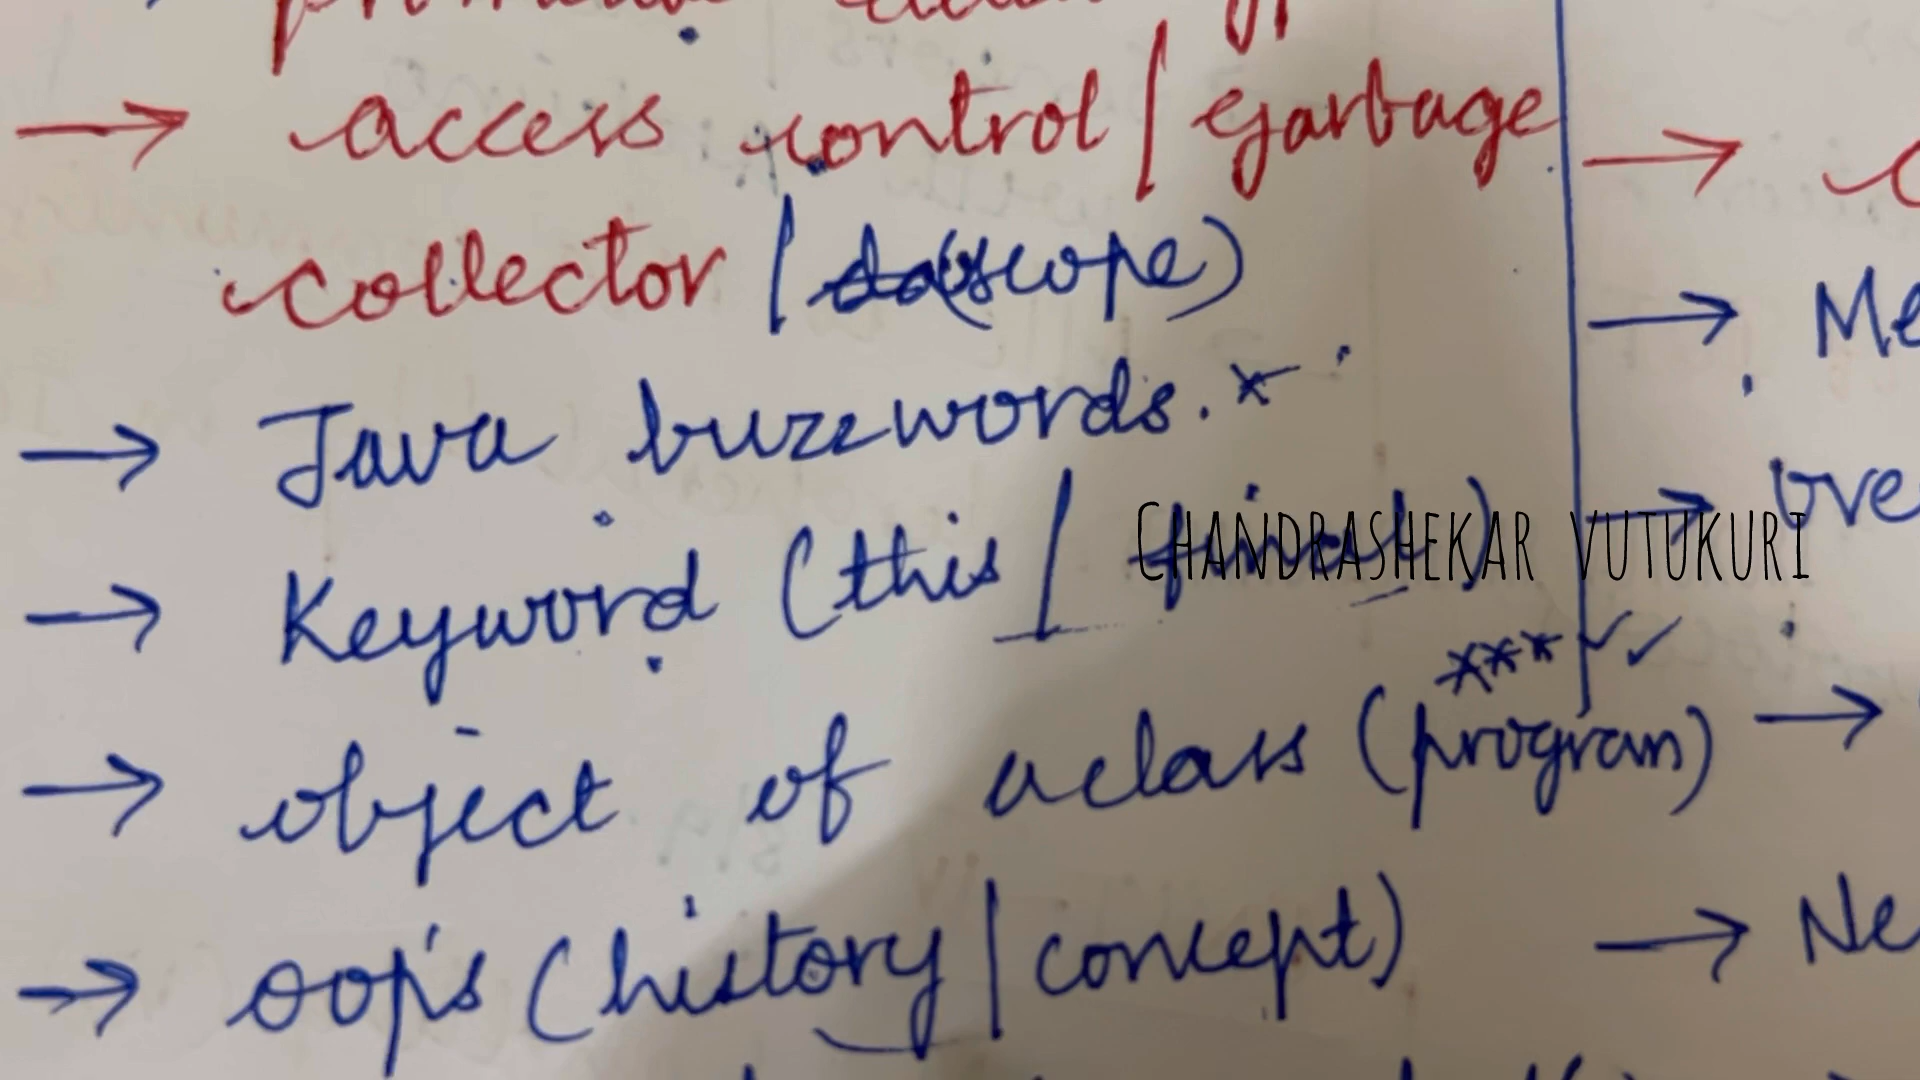 → access control / garbage
collector / (scope)
→ Java buzzwords. *
→ Keyword (this /
CHANDRASHEKAR VUTUKURI
***
→ object of a class (program)
→ oop's (history / concept)
→ Me
→ Ove
→ Ne